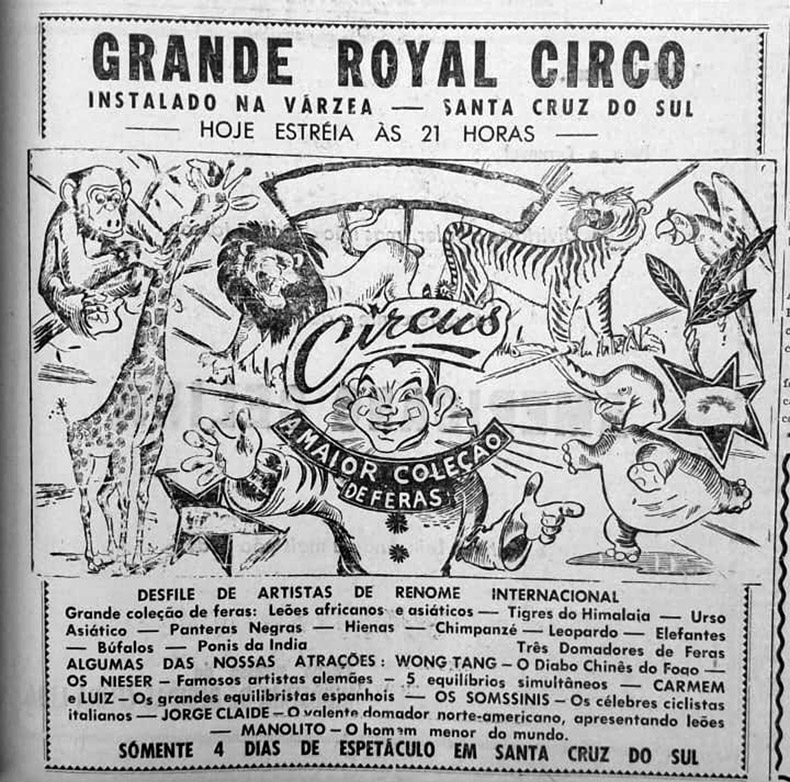 GRANDE ROYAL CIRCO
INSTALADO NA VÁRZEA — SANTA CRUZ DO SUL
— HOJE ESTRÉIA ÀS 21 HORAS —
Circus
A MAIOR COLEÇÃO
DE FERAS
DESFILE DE ARTISTAS DE RENOME INTERNACIONAL
Grande coleção de feras: Leões africanos e asiáticos — Tigres do Himalaia — Urso
Asiático — Panteras Negras — Hienas — Chimpanzé — Leopardo — Elefantes
— Búfalos — Ponis da India Três Domadores de Feras
ALGUMAS DAS NOSSAS ATRAÇÕES: WONG TANG – O Diabo Chinês do Fogo —
OS NIESER – Famosos artistas alemães – 5 equilíbrios simultâneos — CARMEM
e LUIZ – Os grandes equilibristas espanhois — OS SOMSSINIS – Os célebres ciclistas
italianos — JORGE CLAIDE – O valente domador norte-americano, apresentando leões
— MANOLITO – O homem menor do mundo.
SÓMENTE 4 DIAS DE ESPETÁCULO EM SANTA CRUZ DO SUL